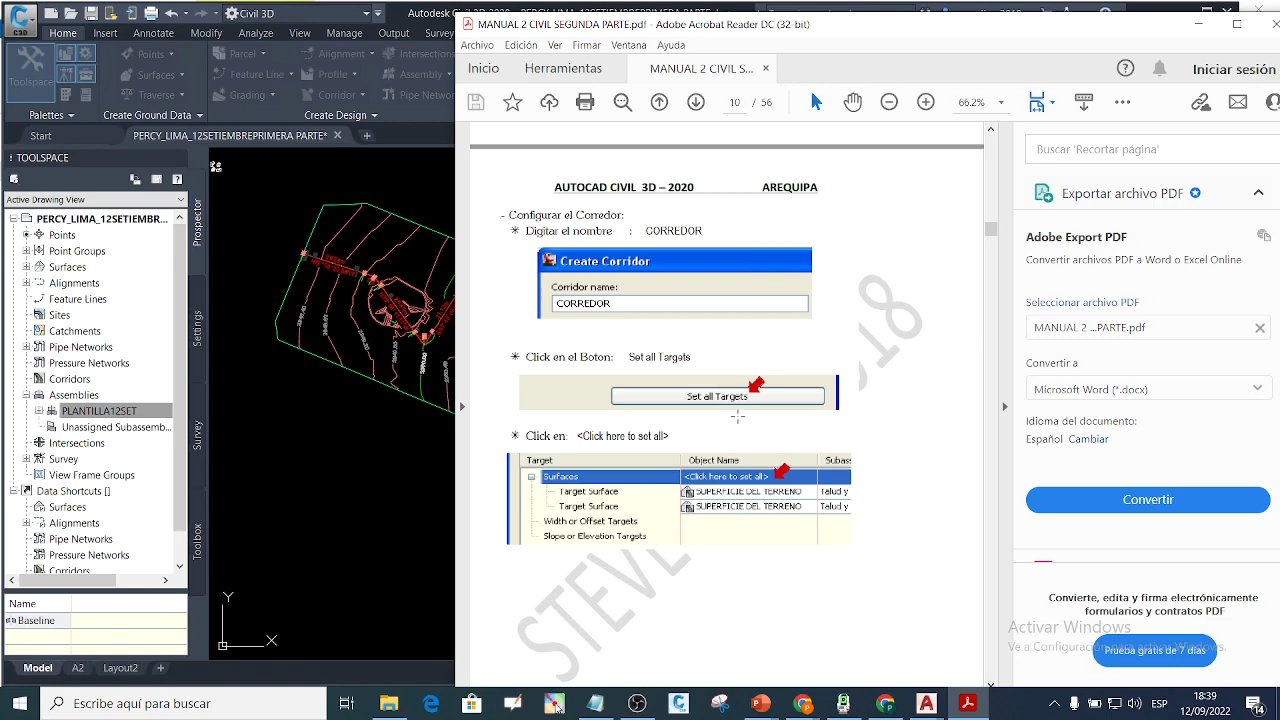 Civil 3D
Autodesk Civil
MANUAL 2 CIVIL SEGUNDA PARTE.pdf - Adobe Acrobat Reader DC (32-bit)
C3D
Annotate
Modify
Analyze
View
Manage
Output
Survey
Archivo Edición Ver Firmar Ventana Ayuda
Inicio
Herramientas
MANUAL 2 CIVIL S... ×
Iniciar sesión
Toolspace
Points
Surfaces
Traverse
Parcel
Feature Line
Grading
Alignment
Profile
Corridor
Intersections
Assembly
Pipe Network
Palettes
Create Ground Data
Create Design
10 / 56
66.2%
Start
PERCY_LIMA_12SETIEMBREPRIMERA PARTE*
TOOLSPACE
Active Drawing View
PERCY_LIMA_12SETIEMBR...
Points
Point Groups
Surfaces
Alignments
Feature Lines
Sites
Catchments
Pipe Networks
Pressure Networks
Corridors
Assemblies
PLANTILLA12SET
Unassigned Subassemb...
Intersections
Survey
View Frame Groups
Data Shortcuts []
Surfaces
Alignments
Pipe Networks
Pressure Networks
Corridors
Prospector
Settings
Survey
Toolbox
Name
Baseline
Y
X
Model
A2
Layout2
+
AUTOCAD CIVIL 3D – 2020 AREQUIPA
.- Configurar el Corredor:
✳ Digitar el nombre : CORREDOR
Create Corridor
Corridor name:
CORREDOR
✳ Click en el Boton: Set all Targets
Set all Targets
✳ Click en: <Click here to set all>
Target Object Name Subass
Surfaces <Click here to set all>
Target Surface SUPERFICIE DEL TERRENO Talud y
Target Surface SUPERFICIE DEL TERRENO Talud y
Width or Offset Targets
Slope or Elevation Targets
STEVE
18
Buscar 'Recortar página'
Exportar archivo PDF
Adobe Export PDF
Convertir archivos PDF a Word o Excel Online
Seleccionar archivo PDF
MANUAL 2 ...PARTE.pdf
Convertir a
Microsoft Word (*.docx)
Idioma del documento:
Español Cambiar
Convertir
Convierte, edita y firma electrónicamente
formularios y contratos PDF
Activar Windows
Prueba gratis de 7 días
Escribe aquí para buscar
ESP
18:39
12/09/2022
4